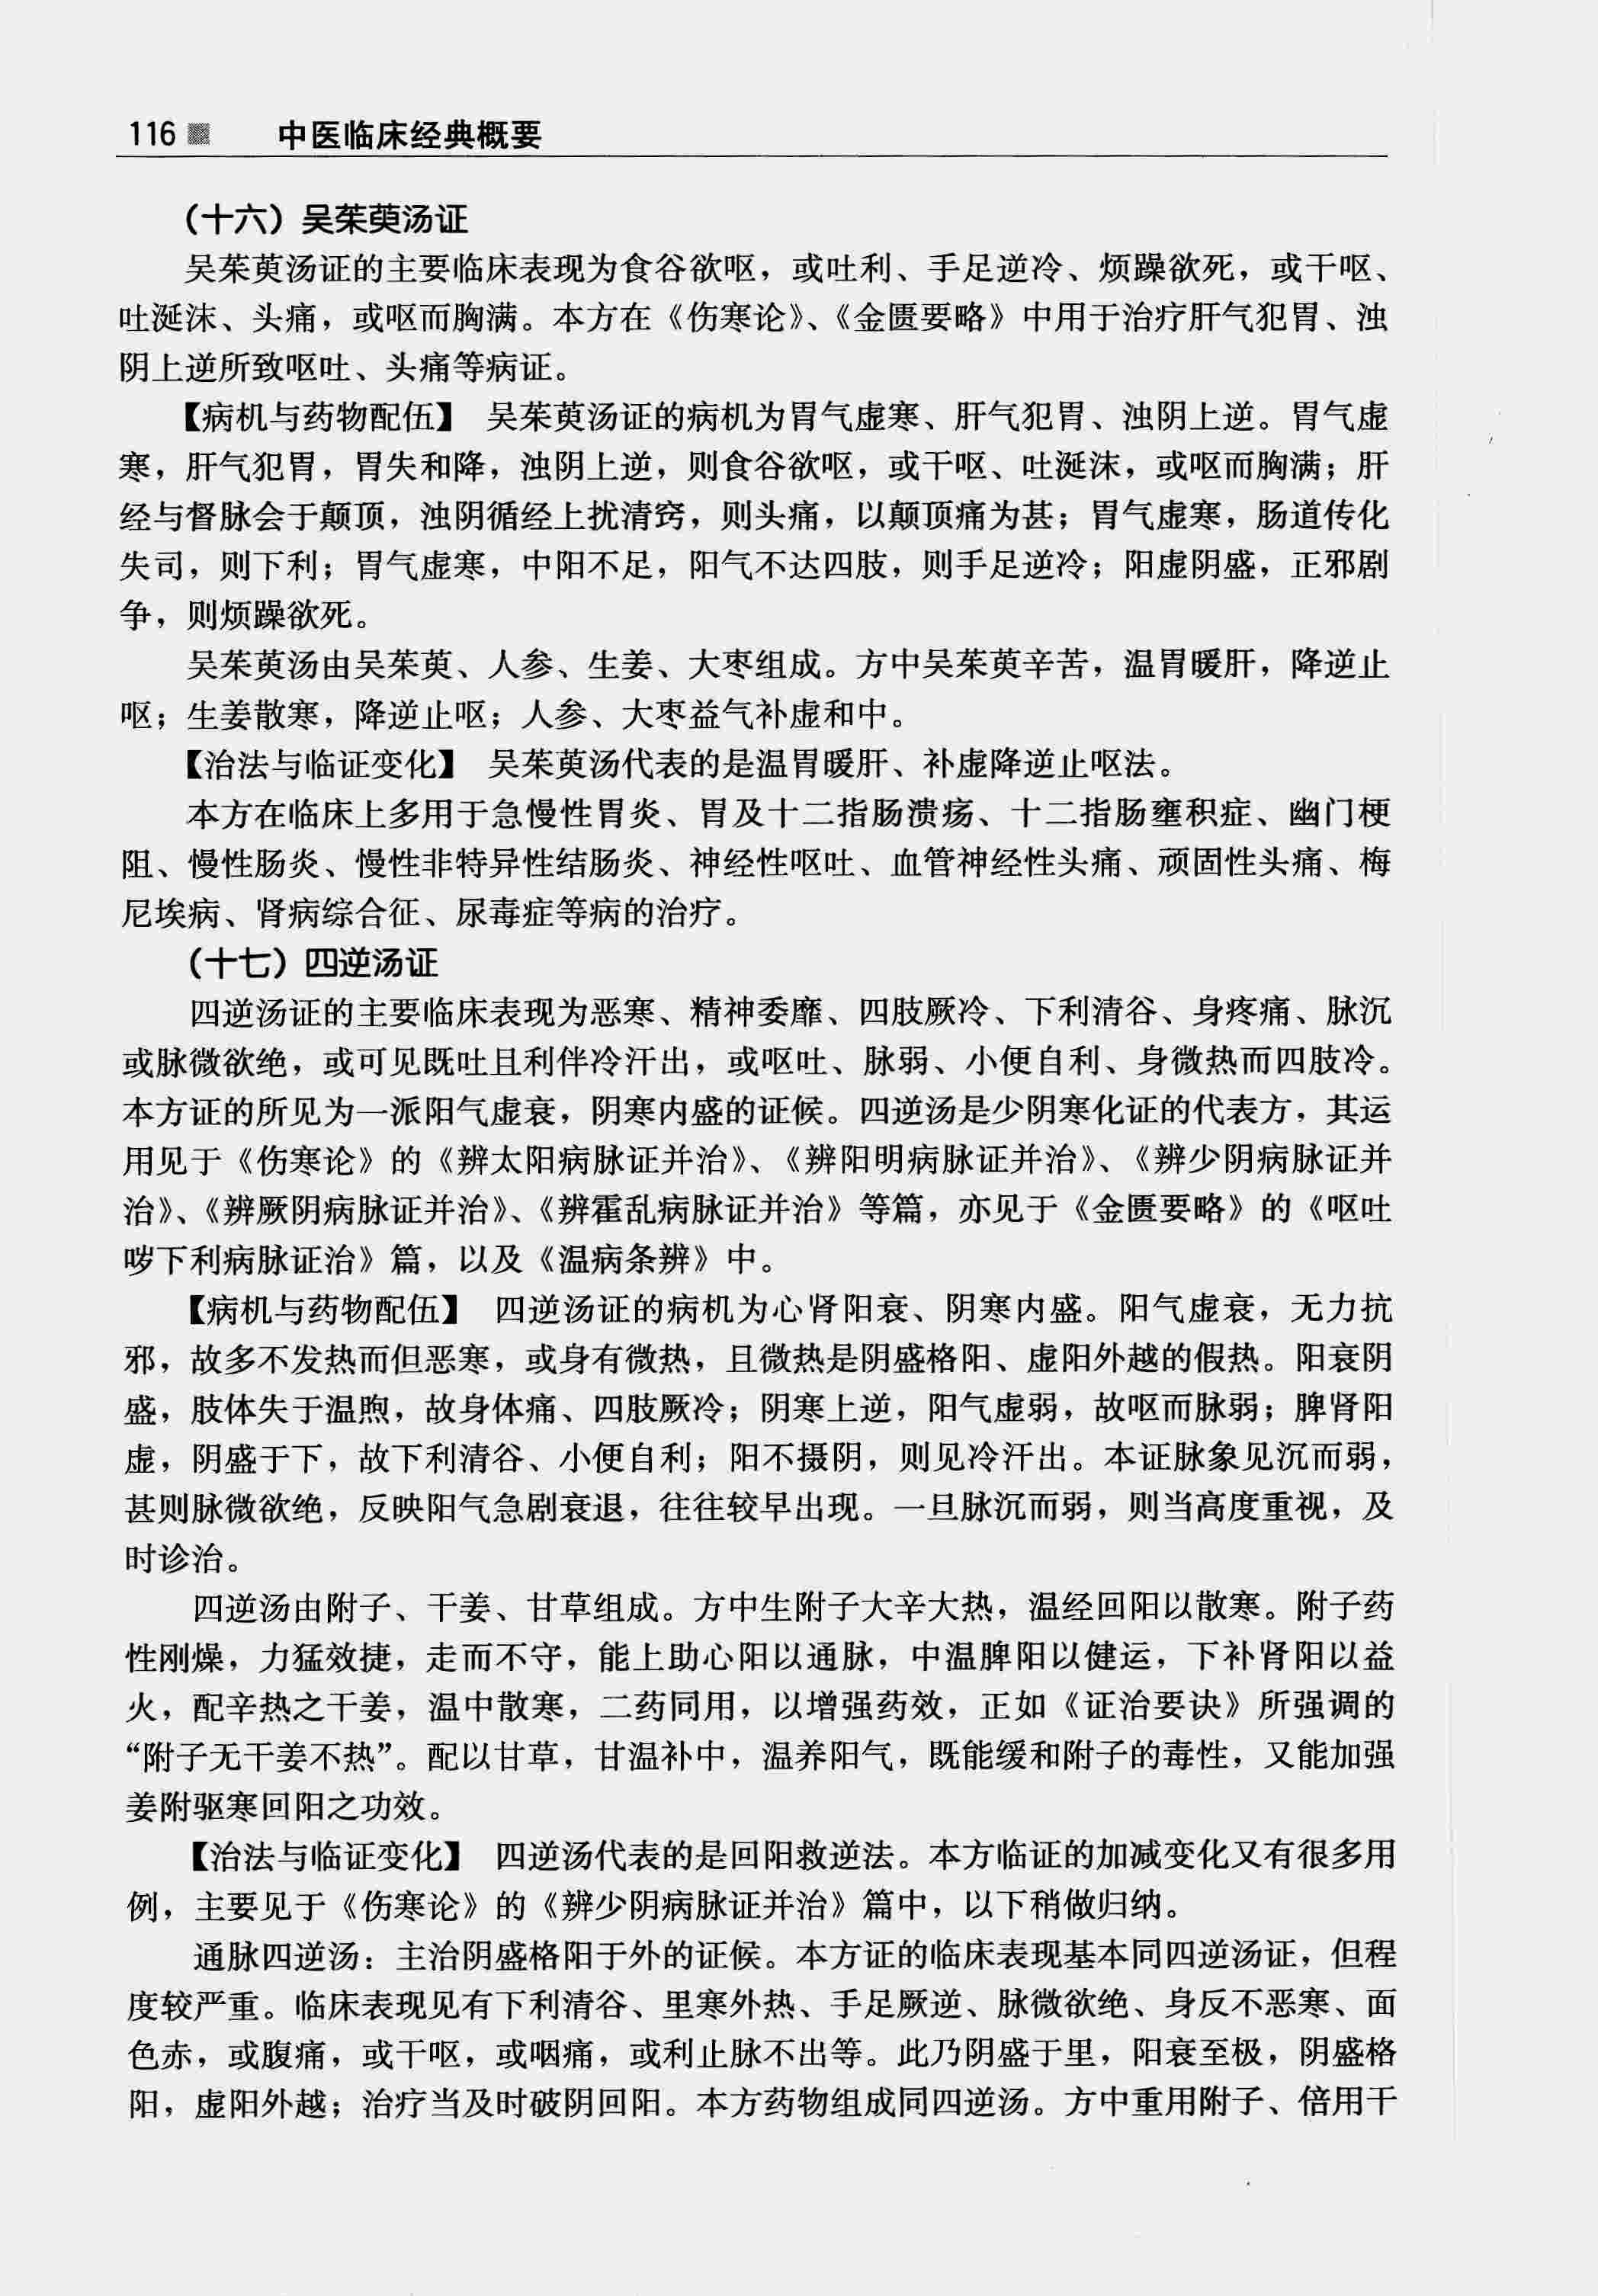 116 中医临床经典概要
（十六）吴茱萸汤证
吴茱萸汤证的主要临床表现为食谷欲呕，或吐利、手足逆冷、烦躁欲死，或干呕、
吐涎沫、头痛，或呕而胸满。本方在《伤寒论》、《金匮要略》中用于治疗肝气犯胃、浊
阴上逆所致呕吐、头痛等病证。
【病机与药物配伍】 吴茱萸汤证的病机为胃气虚寒、肝气犯胃、浊阴上逆。胃气虚
寒，肝气犯胃，胃失和降，浊阴上逆，则食谷欲呕，或干呕、吐涎沫，或呕而胸满；肝
经与督脉会于颠顶，浊阴循经上扰清窍，则头痛，以颠顶痛为甚；胃气虚寒，肠道传化
失司，则下利；胃气虚寒，中阳不足，阳气不达四肢，则手足逆冷；阳虚阴盛，正邪剧
争，则烦躁欲死。
吴茱萸汤由吴茱萸、人参、生姜、大枣组成。方中吴茱萸辛苦，温胃暖肝，降逆止
呕；生姜散寒，降逆止呕；人参、大枣益气补虚和中。
【治法与临证变化】 吴茱萸汤代表的是温胃暖肝、补虚降逆止呕法。
本方在临床上多用于急慢性胃炎、胃及十二指肠溃疡、十二指肠壅积症、幽门梗
阻、慢性肠炎、慢性非特异性结肠炎、神经性呕吐、血管神经性头痛、顽固性头痛、梅
尼埃病、肾病综合征、尿毒症等病的治疗。
（十七）四逆汤证
四逆汤证的主要临床表现为恶寒、精神委靡、四肢厥冷、下利清谷、身疼痛、脉沉
或脉微欲绝，或可见既吐且利伴冷汗出，或呕吐、脉弱、小便自利、身微热而四肢冷。
本方证的所见为一派阳气虚衰，阴寒内盛的证候。四逆汤是少阴寒化证的代表方，其运
用见于《伤寒论》的《辨太阳病脉证并治》、《辨阳明病脉证并治》、《辨少阴病脉证并
治》、《辨厥阴病脉证并治》、《辨霍乱病脉证并治》等篇，亦见于《金匮要略》的《呕吐
哕下利病脉证治》篇，以及《温病条辨》中。
【病机与药物配伍】 四逆汤证的病机为心肾阳衰、阴寒内盛。阳气虚衰，无力抗
邪，故多不发热而但恶寒，或身有微热，且微热是阴盛格阳、虚阳外越的假热。阳衰阴
盛，肢体失于温煦，故身体痛、四肢厥冷；阴寒上逆，阳气虚弱，故呕而脉弱；脾肾阳
虚，阴盛于下，故下利清谷、小便自利；阳不摄阴，则见冷汗出。本证脉象见沉而弱，
甚则脉微欲绝，反映阳气急剧衰退，往往较早出现。一旦脉沉而弱，则当高度重视，及
时诊治。
四逆汤由附子、干姜、甘草组成。方中生附子大辛大热，温经回阳以散寒。附子药
性刚燥，力猛效捷，走而不守，能上助心阳以通脉，中温脾阳以健运，下补肾阳以益
火，配辛热之干姜，温中散寒，二药同用，以增强药效，正如《证治要诀》所强调的
“附子无干姜不热”。配以甘草，甘温补中，温养阳气，既能缓和附子的毒性，又能加强
姜附驱寒回阳之功效。
【治法与临证变化】 四逆汤代表的是回阳救逆法。本方临证的加减变化又有很多用
例，主要见于《伤寒论》的《辨少阴病脉证并治》篇中，以下稍做归纳。
通脉四逆汤：主治阴盛格阳于外的证候。本方证的临床表现基本同四逆汤证，但程
度较严重。临床表现见有下利清谷、里寒外热、手足厥逆、脉微欲绝、身反不恶寒、面
色赤，或腹痛，或干呕，或咽痛，或利止脉不出等。此乃阴盛于里，阳衰至极，阴盛格
阳，虚阳外越；治疗当及时破阴回阳。本方药物组成同四逆汤。方中重用附子、倍用干